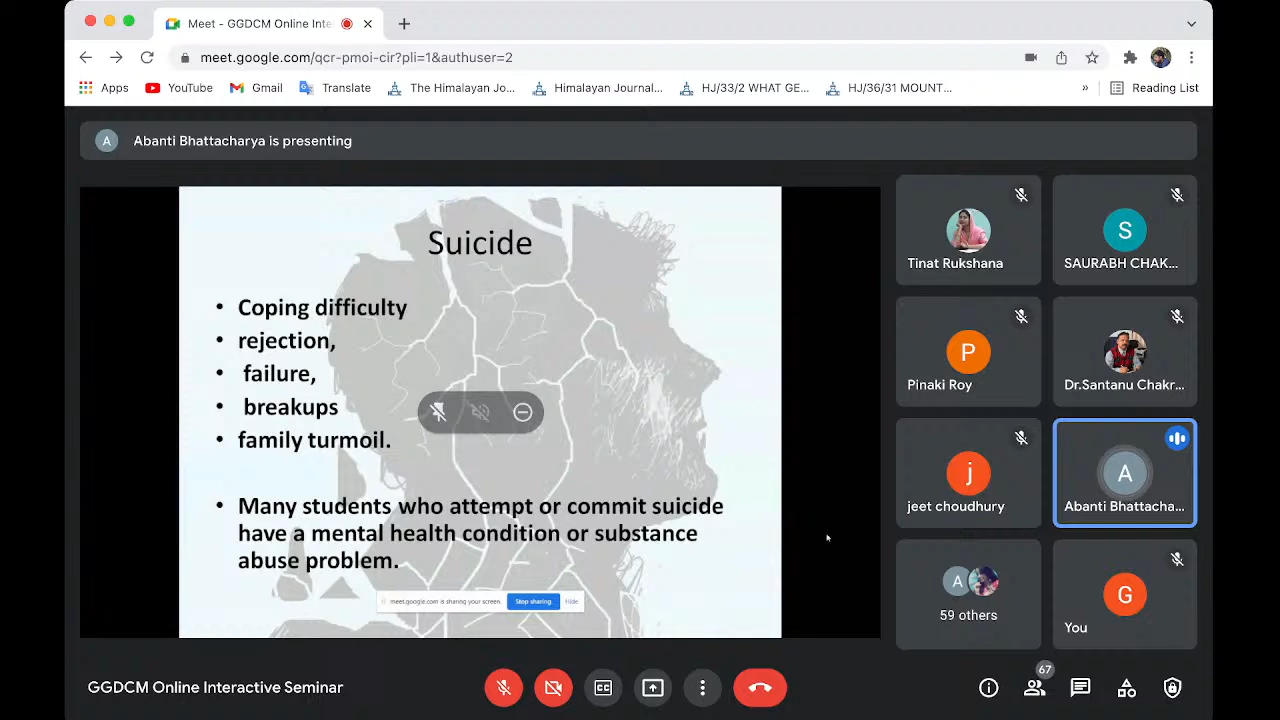 Meet - GGDCM Online Inte
meet.google.com/qcr-pmoi-cir?pli=1&authuser=2
Apps
YouTube
Gmail
Translate
The Himalayan Jo...
Himalayan Journal...
HJ/33/2 WHAT GE...
HJ/36/31 MOUNT...
»
Reading List
A
Abanti Bhattacharya is presenting
Suicide
• Coping difficulty
• rejection,
• failure,
• breakups
• family turmoil.
• Many students who attempt or commit suicide
have a mental health condition or substance
abuse problem.
meet.google.com is sharing your screen.
Stop sharing
Hide
Tinat Rukshana
S
SAURABH CHAK...
P
Pinaki Roy
Dr.Santanu Chakr...
j
jeet choudhury
A
Abanti Bhattacha...
A
59 others
G
You
GGDCM Online Interactive Seminar
CC
67